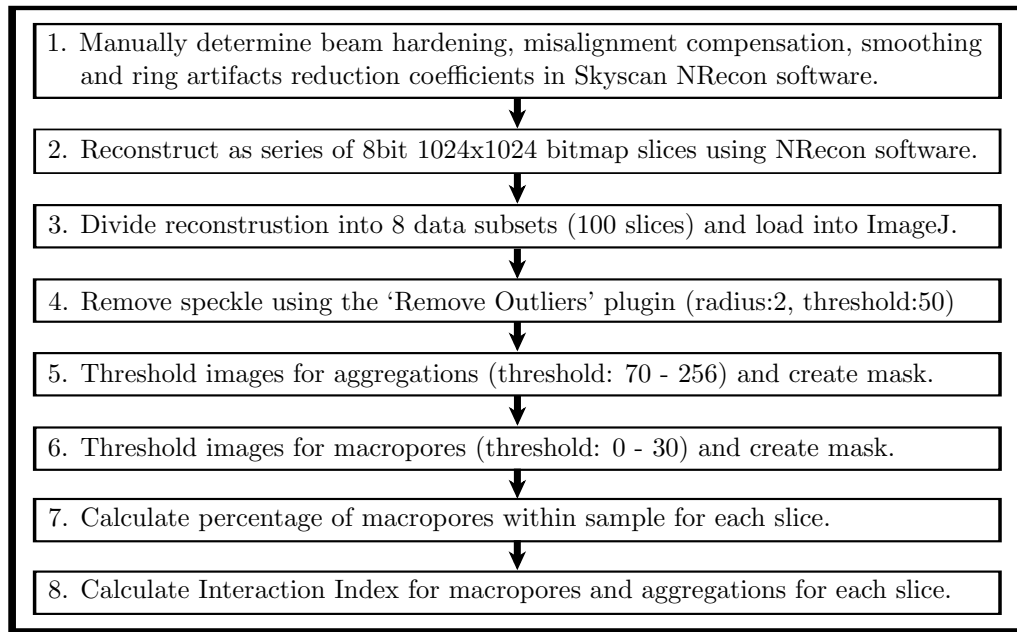 1. Manually determine beam hardening, misalignment compensation, smoothing
and ring artifacts reduction coefficients in Skyscan NRecon software.
2. Reconstruct as series of 8bit 1024x1024 bitmap slices using NRecon software.
3. Divide reconstrustion into 8 data subsets (100 slices) and load into ImageJ.
4. Remove speckle using the ‘Remove Outliers’ plugin (radius:2, threshold:50)
5. Threshold images for aggregations (threshold: 70 - 256) and create mask.
6. Threshold images for macropores (threshold: 0 - 30) and create mask.
7. Calculate percentage of macropores within sample for each slice.
8. Calculate Interaction Index for macropores and aggregations for each slice.